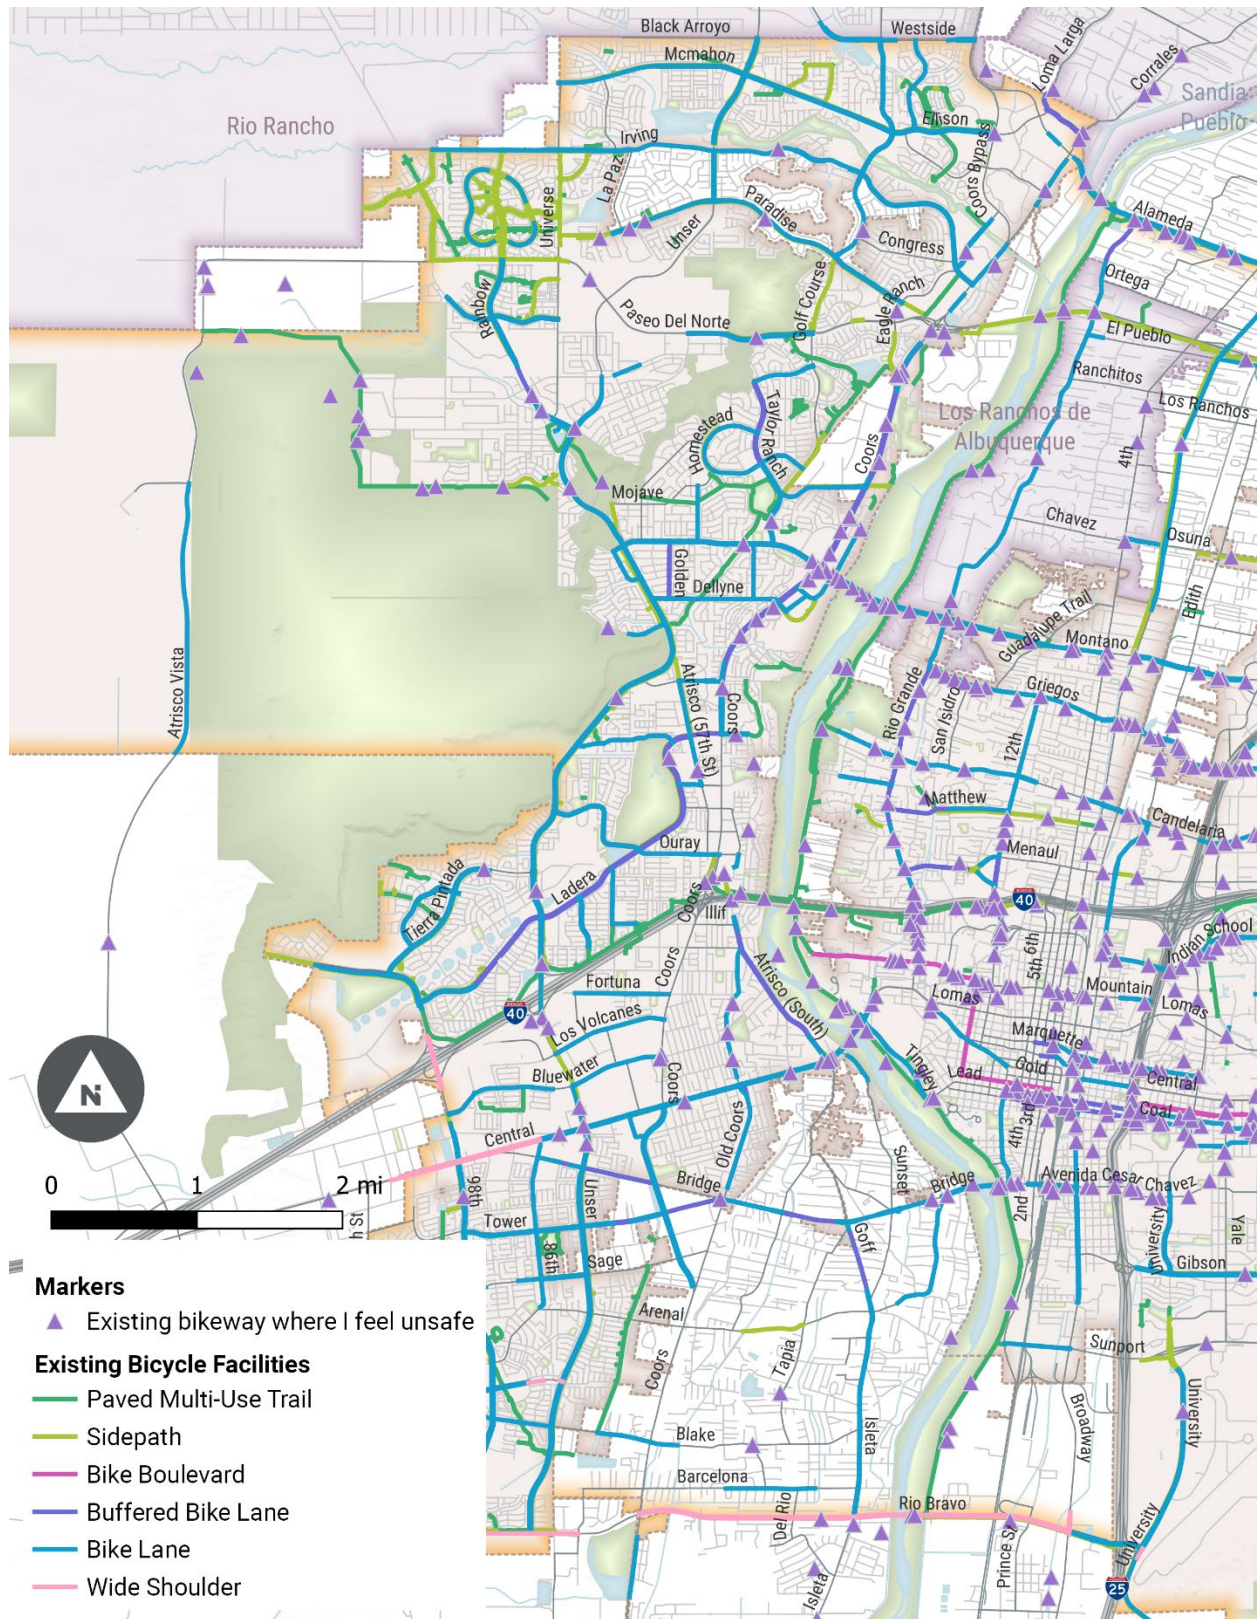 Black Arroyo
Westside
Mcmahon
Loma Larga
Corrales
Sandia
Pueblo
Rio Rancho
Ellison
Irving
La Paz
Coors Bypass
Universe
Paradise
Unser
Congress
Alameda
Ortega
Rainbow
Paseo Del Norte
Golf Course
Eagle Ranch
El Pueblo
Ranchitos
Los Ranchos
Taylor Ranch
Homestead
Coors
Los Ranchos de
Albuquerque
4th
Mojave
Chavez
Osuna
Golden
Dellyne
Edith
Guadalupe Trail
Montano
Atrisco Vista
Atrisco (57th St)
Coors
Rio Grande
San Isidro
Griegos
12th
Matthew
Candelaria
Menaul
Ouray
Ladera
Tierra Pintada
Coors
Illif
40
5th
6th
Indian School
Atrisco (South)
Fortuna
Coors
Mountain
Lomas
Lomas
40
Los Volcanes
Marquette
N
Bluewater
Coors
Tingley
Lead
Gold
Central
Coal
3rd
4th
Central
Old Coors
0 1 2 mi
98th
Unser
Bridge
Sunset
Bridge
Avenida Cesar Chavez
2nd
h St
Tower
Goff
University
Yale
86th
Sage
Gibson
Markers
Existing bikeway where I feel unsafe
Existing Bicycle Facilities
Paved Multi-Use Trail
Sidepath
Bike Boulevard
Buffered Bike Lane
Bike Lane
Wide Shoulder
Arenal
Sunport
Coors
Tapia
Isleta
Broadway
University
Blake
Barcelona
Rio Bravo
Del Rio
Prince St
University
Isleta
25